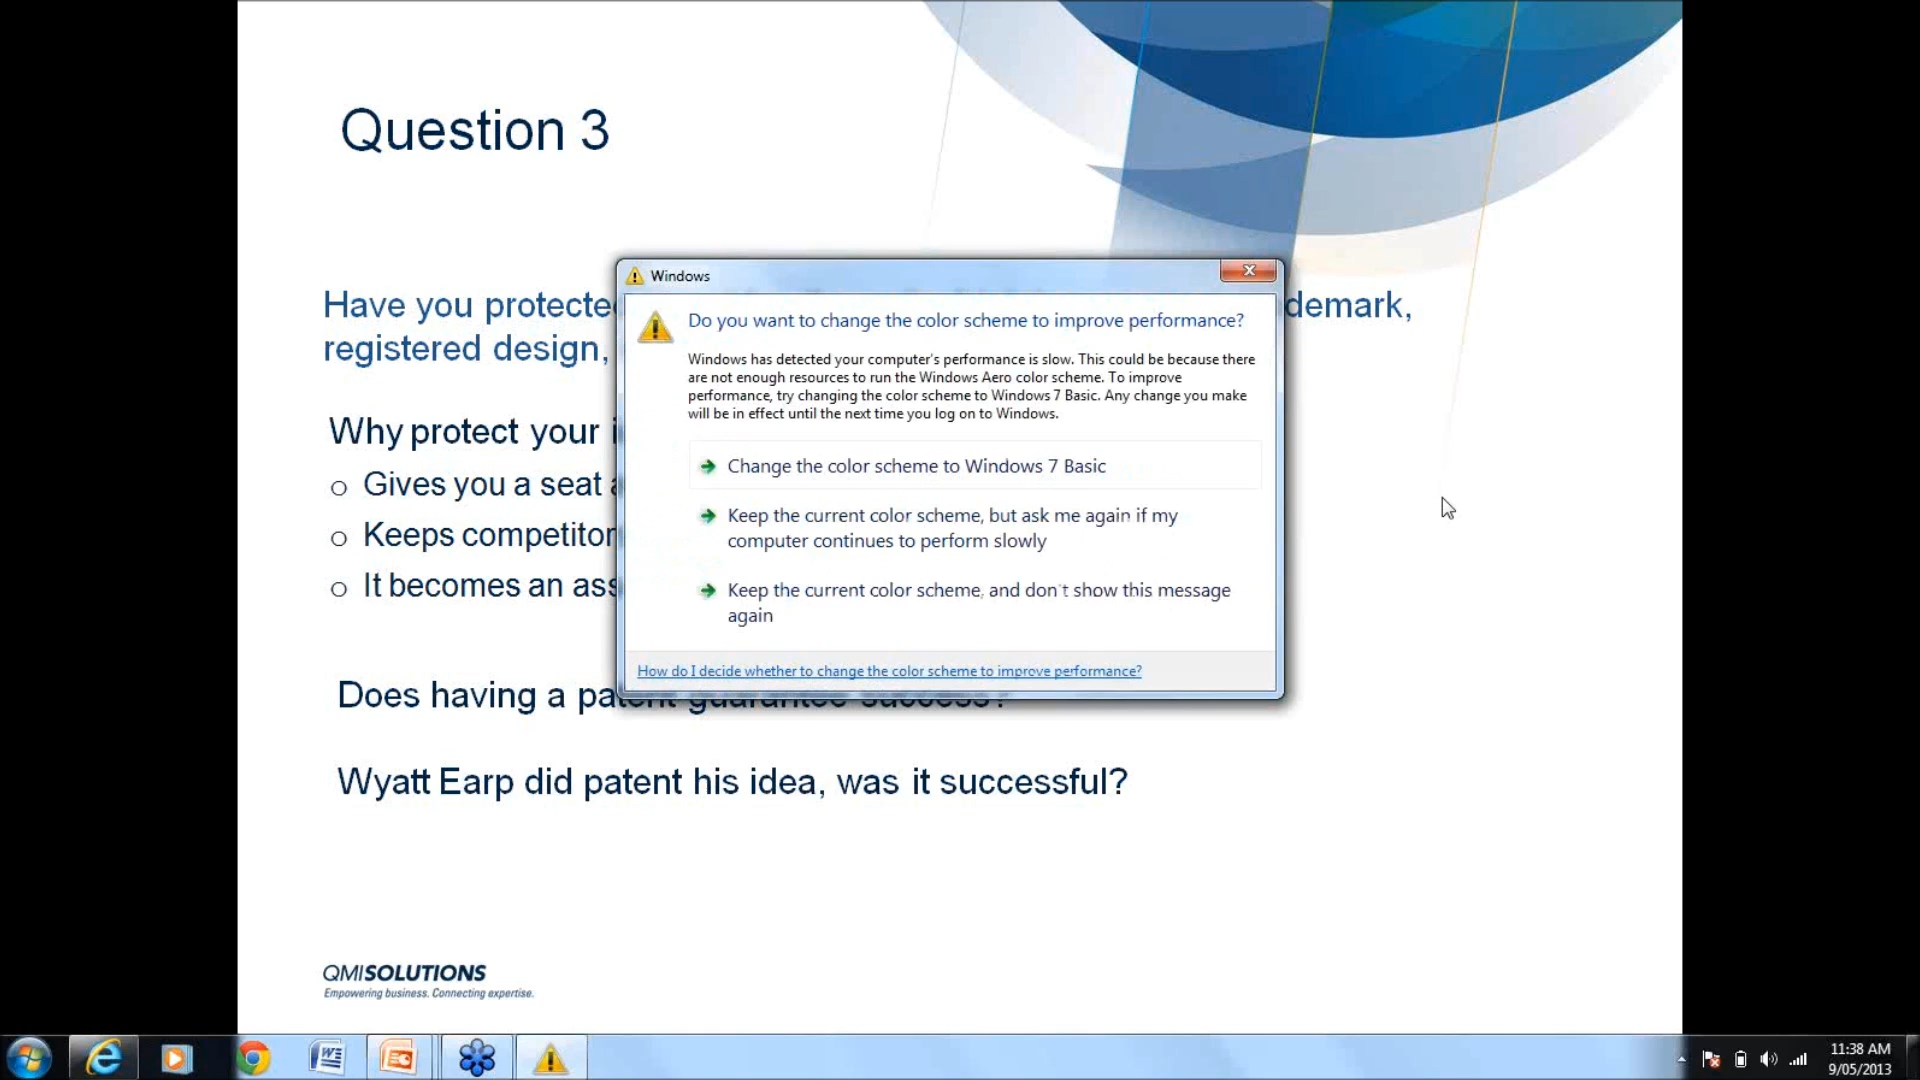 Question 3
Windows
Have you protecte
demark,
registered design,
Do you want to change the color scheme to improve performance?
Windows has detected your computer's performance is slow. This could be because there
are not enough resources to run the Windows Aero color scheme. To improve
performance, try changing the color scheme to Windows 7 Basic. Any change you make
will be in effect until the next time you log on to Windows.
Why protect your
Change the color scheme to Windows 7 Basic
o Gives you a seat
Keep the current color scheme, but ask me again if my
computer continues to perform slowly
o Keeps competitor
Keep the current color scheme, and don't show this message
again
o It becomes an ass
How do I decide whether to change the color scheme to improve performance?
Does having a patent guarantee success?
Wyatt Earp did patent his idea, was it successful?
QMISOLUTIONS
Empowering business. Connecting expertise.
11:38 AM
9/05/2013